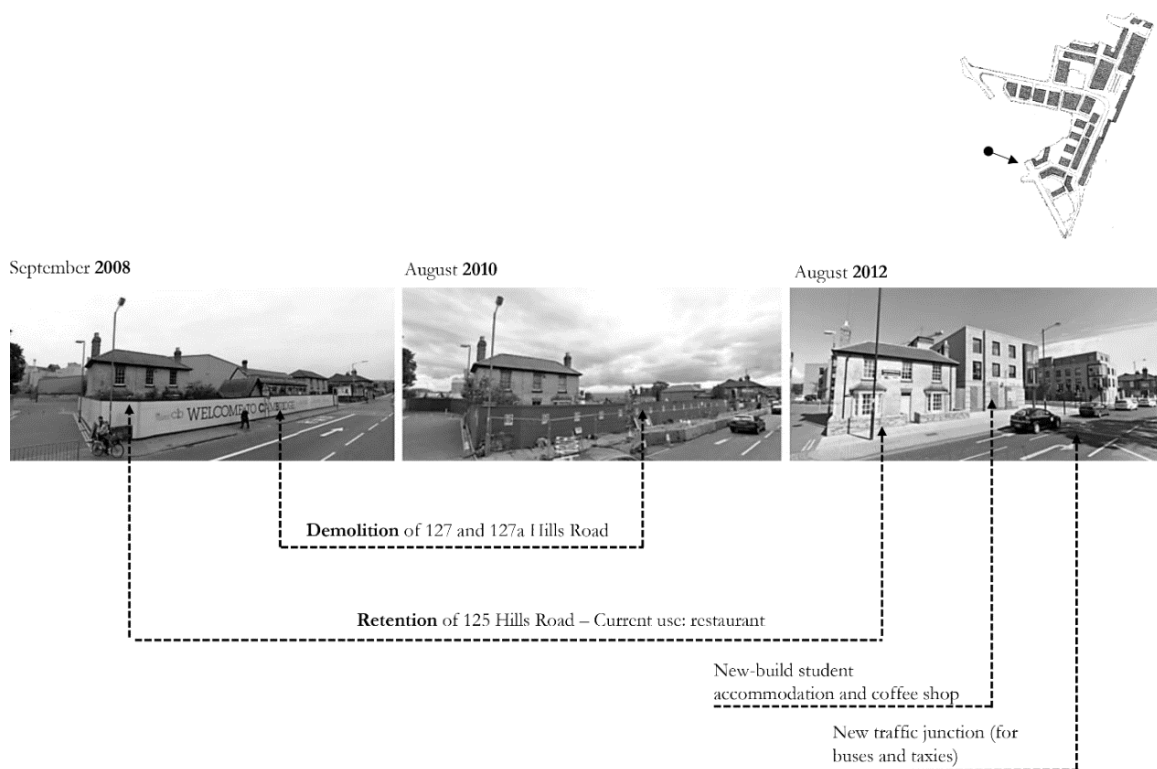 September 2008
August 2010
August 2012
WELCOME TO CAMBRIDGE
Demolition of 127 and 127a Hills Road
Retention of 125 Hills Road – Current use: restaurant
New-build student
accommodation and coffee shop
New traffic junction (for
buses and taxies)